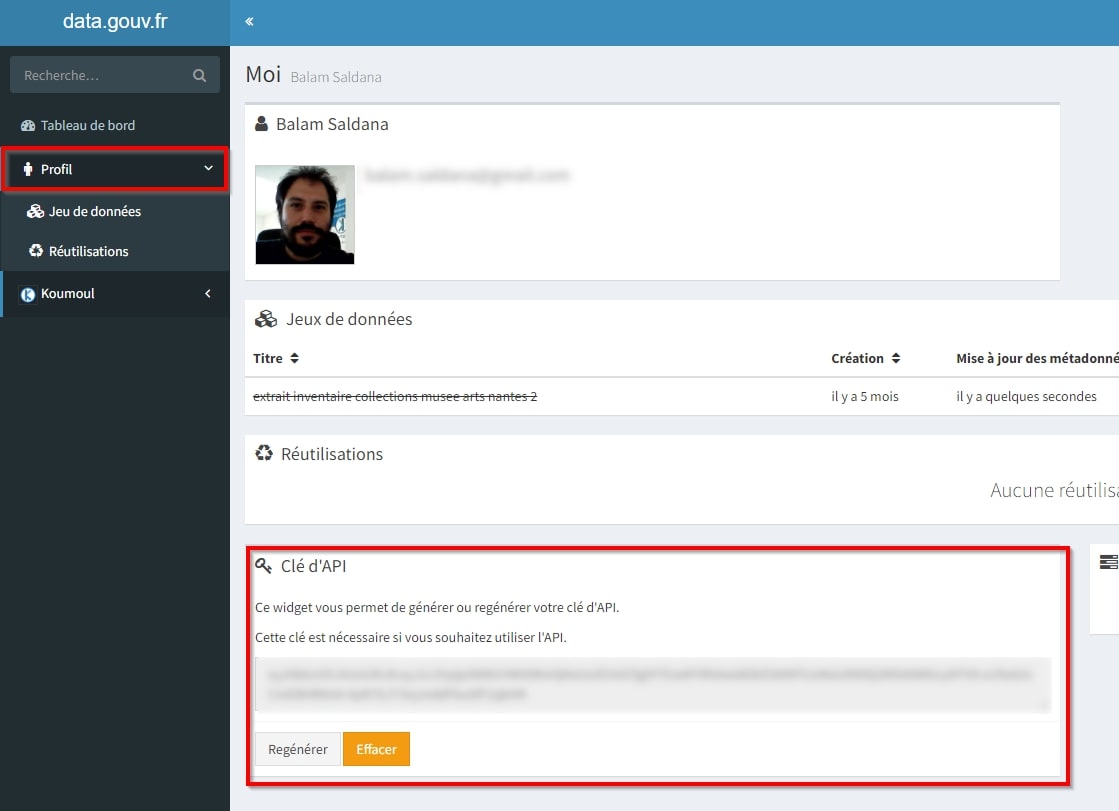 data.gouv.fr
«
Recherche...
Tableau de bord
Profil
Jeu de données
Réutilisations
Koumoul
Moi Balam Saldana
Balam Saldana
Jeux de données
Titre Création Mise à jour des métadonné
extrait inventaire collections musee arts nantes 2 il y a 5 mois il y a quelques secondes
Réutilisations
Aucune réutilisa
Clé d'API
Ce widget vous permet de générer ou regénérer votre clé d'API.
Cette clé est nécessaire si vous souhaitez utiliser l'API.
Regénérer Effacer